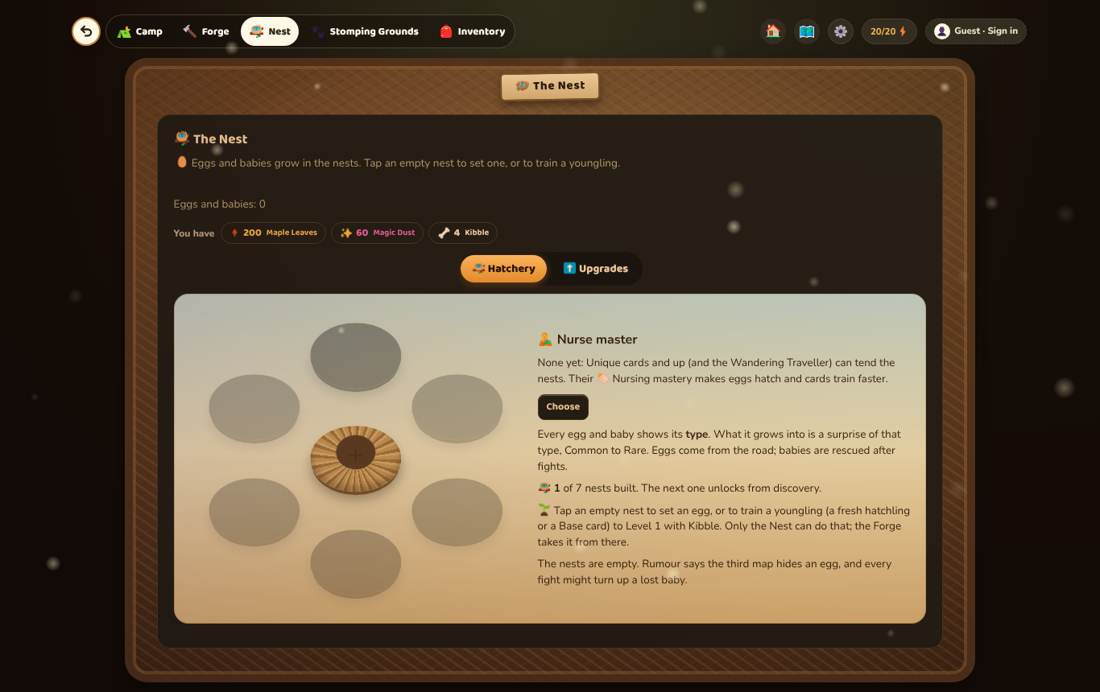 Camp
Forge
Nest
Stomping Grounds
Inventory
20/20
Guest · Sign in
The Nest
The Nest
Eggs and babies grow in the nests. Tap an empty nest to set one, or to train a youngling.
Eggs and babies: 0
You have
200 Maple Leaves
60 Magic Dust
4 Kibble
Hatchery
Upgrades
Nurse master
None yet: Unique cards and up (and the Wandering Traveller) can tend the
nests. Their Nursing mastery makes eggs hatch and cards train faster.
Choose
Every egg and baby shows its type. What it grows into is a surprise of that
type, Common to Rare. Eggs come from the road; babies are rescued after
fights.
1 of 7 nests built. The next one unlocks from discovery.
Tap an empty nest to set an egg, or to train a youngling (a fresh hatchling
or a Base card) to Level 1 with Kibble. Only the Nest can do that; the Forge
takes it from there.
The nests are empty. Rumour says the third map hides an egg, and every
fight might turn up a lost baby.